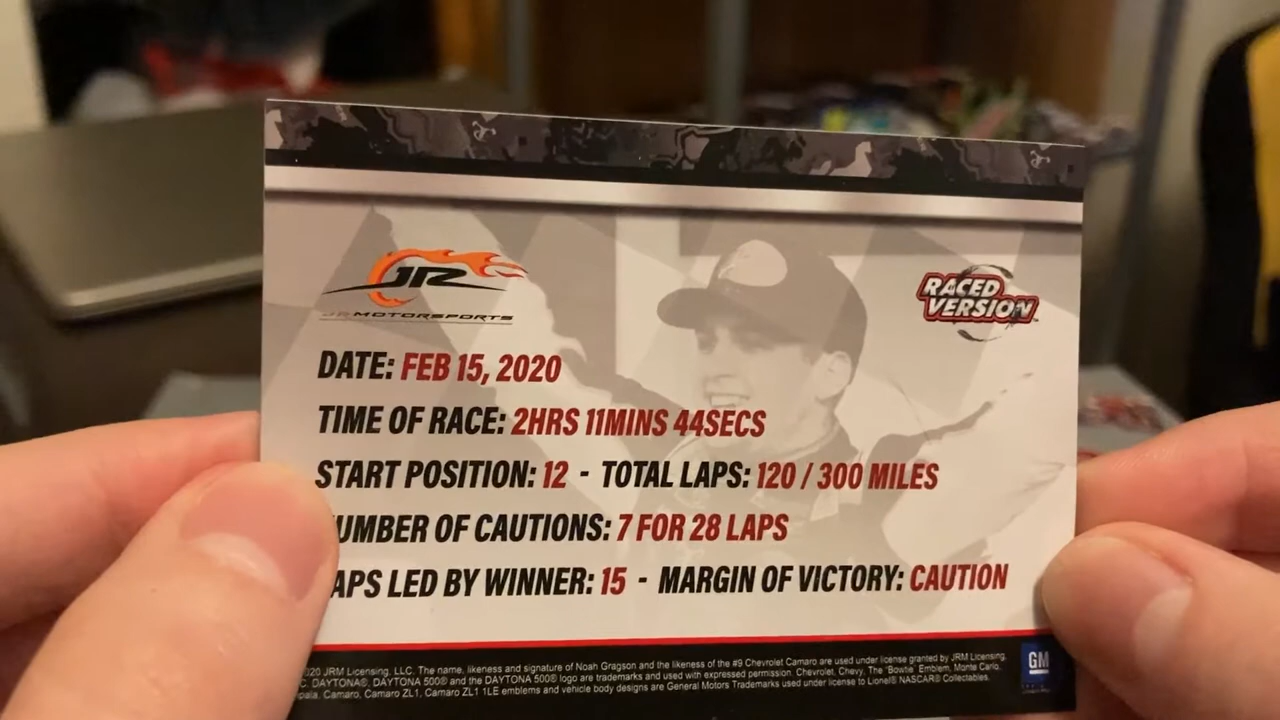 JR
JR MOTORSPORTS
RACED
VERSION
DATE: FEB 15, 2020
TIME OF RACE: 2HRS 11MINS 44SECS
START POSITION: 12 - TOTAL LAPS: 120 / 300 MILES
UMBER OF CAUTIONS: 7 FOR 28 LAPS
APS LED BY WINNER: 15 - MARGIN OF VICTORY: CAUTION
20 JRM Licensing, LLC. The name, likeness and signature of Noah Gragson and the likeness of the #9 Chevrolet Camaro are used under license granted by JRM Licensing,
C. DAYTONA®, DAYTONA 500® and the DAYTONA 500® logo are trademarks and used with expressed permission. Chevrolet, Chevy, The "Bowtie" Emblem, Monte Carlo,
pala, Camaro, Camaro ZL1, Camaro ZL1 1LE emblems and vehicle body designs are General Motors Trademarks used under license to Lionel® NASCAR® Collectables.
GM